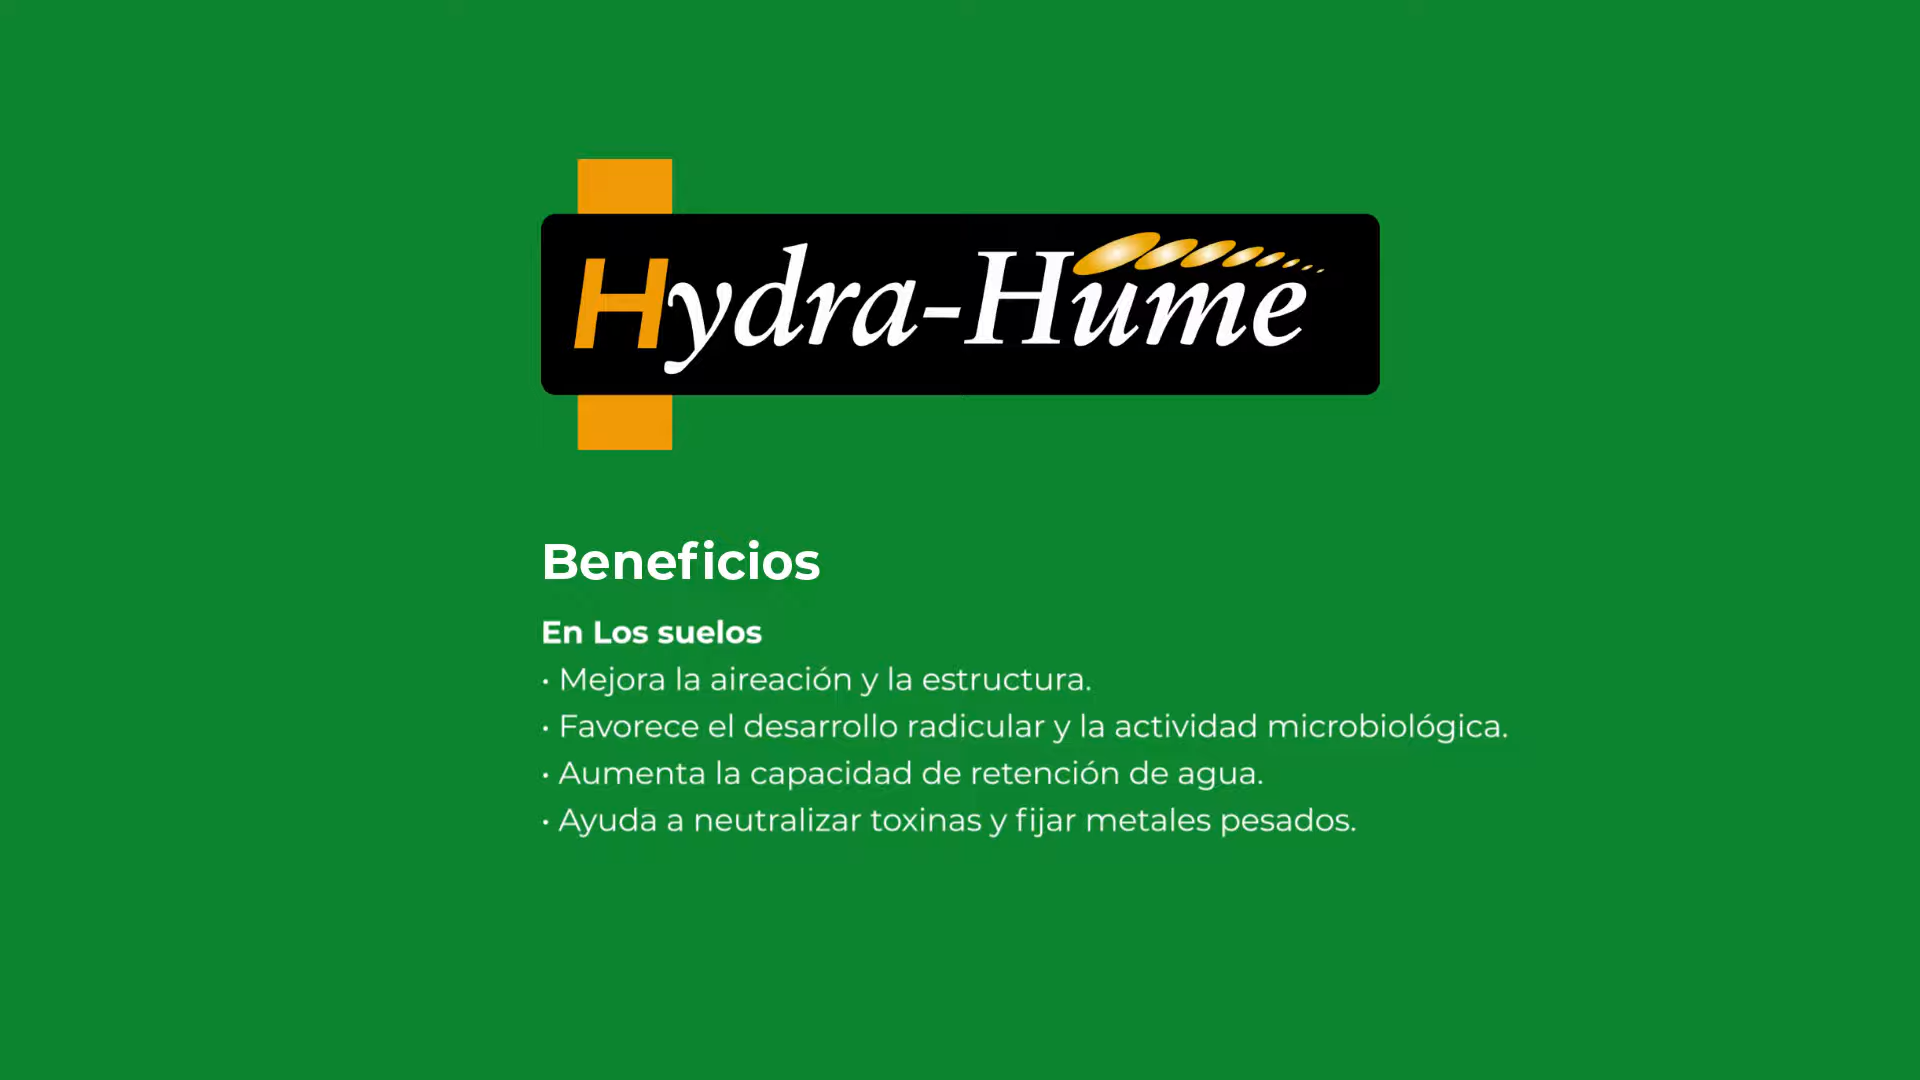 Hydra-Hume
Beneficios
En Los suelos
• Mejora la aireación y la estructura.
• Favorece el desarrollo radicular y la actividad microbiológica.
• Aumenta la capacidad de retención de agua.
• Ayuda a neutralizar toxinas y fijar metales pesados.